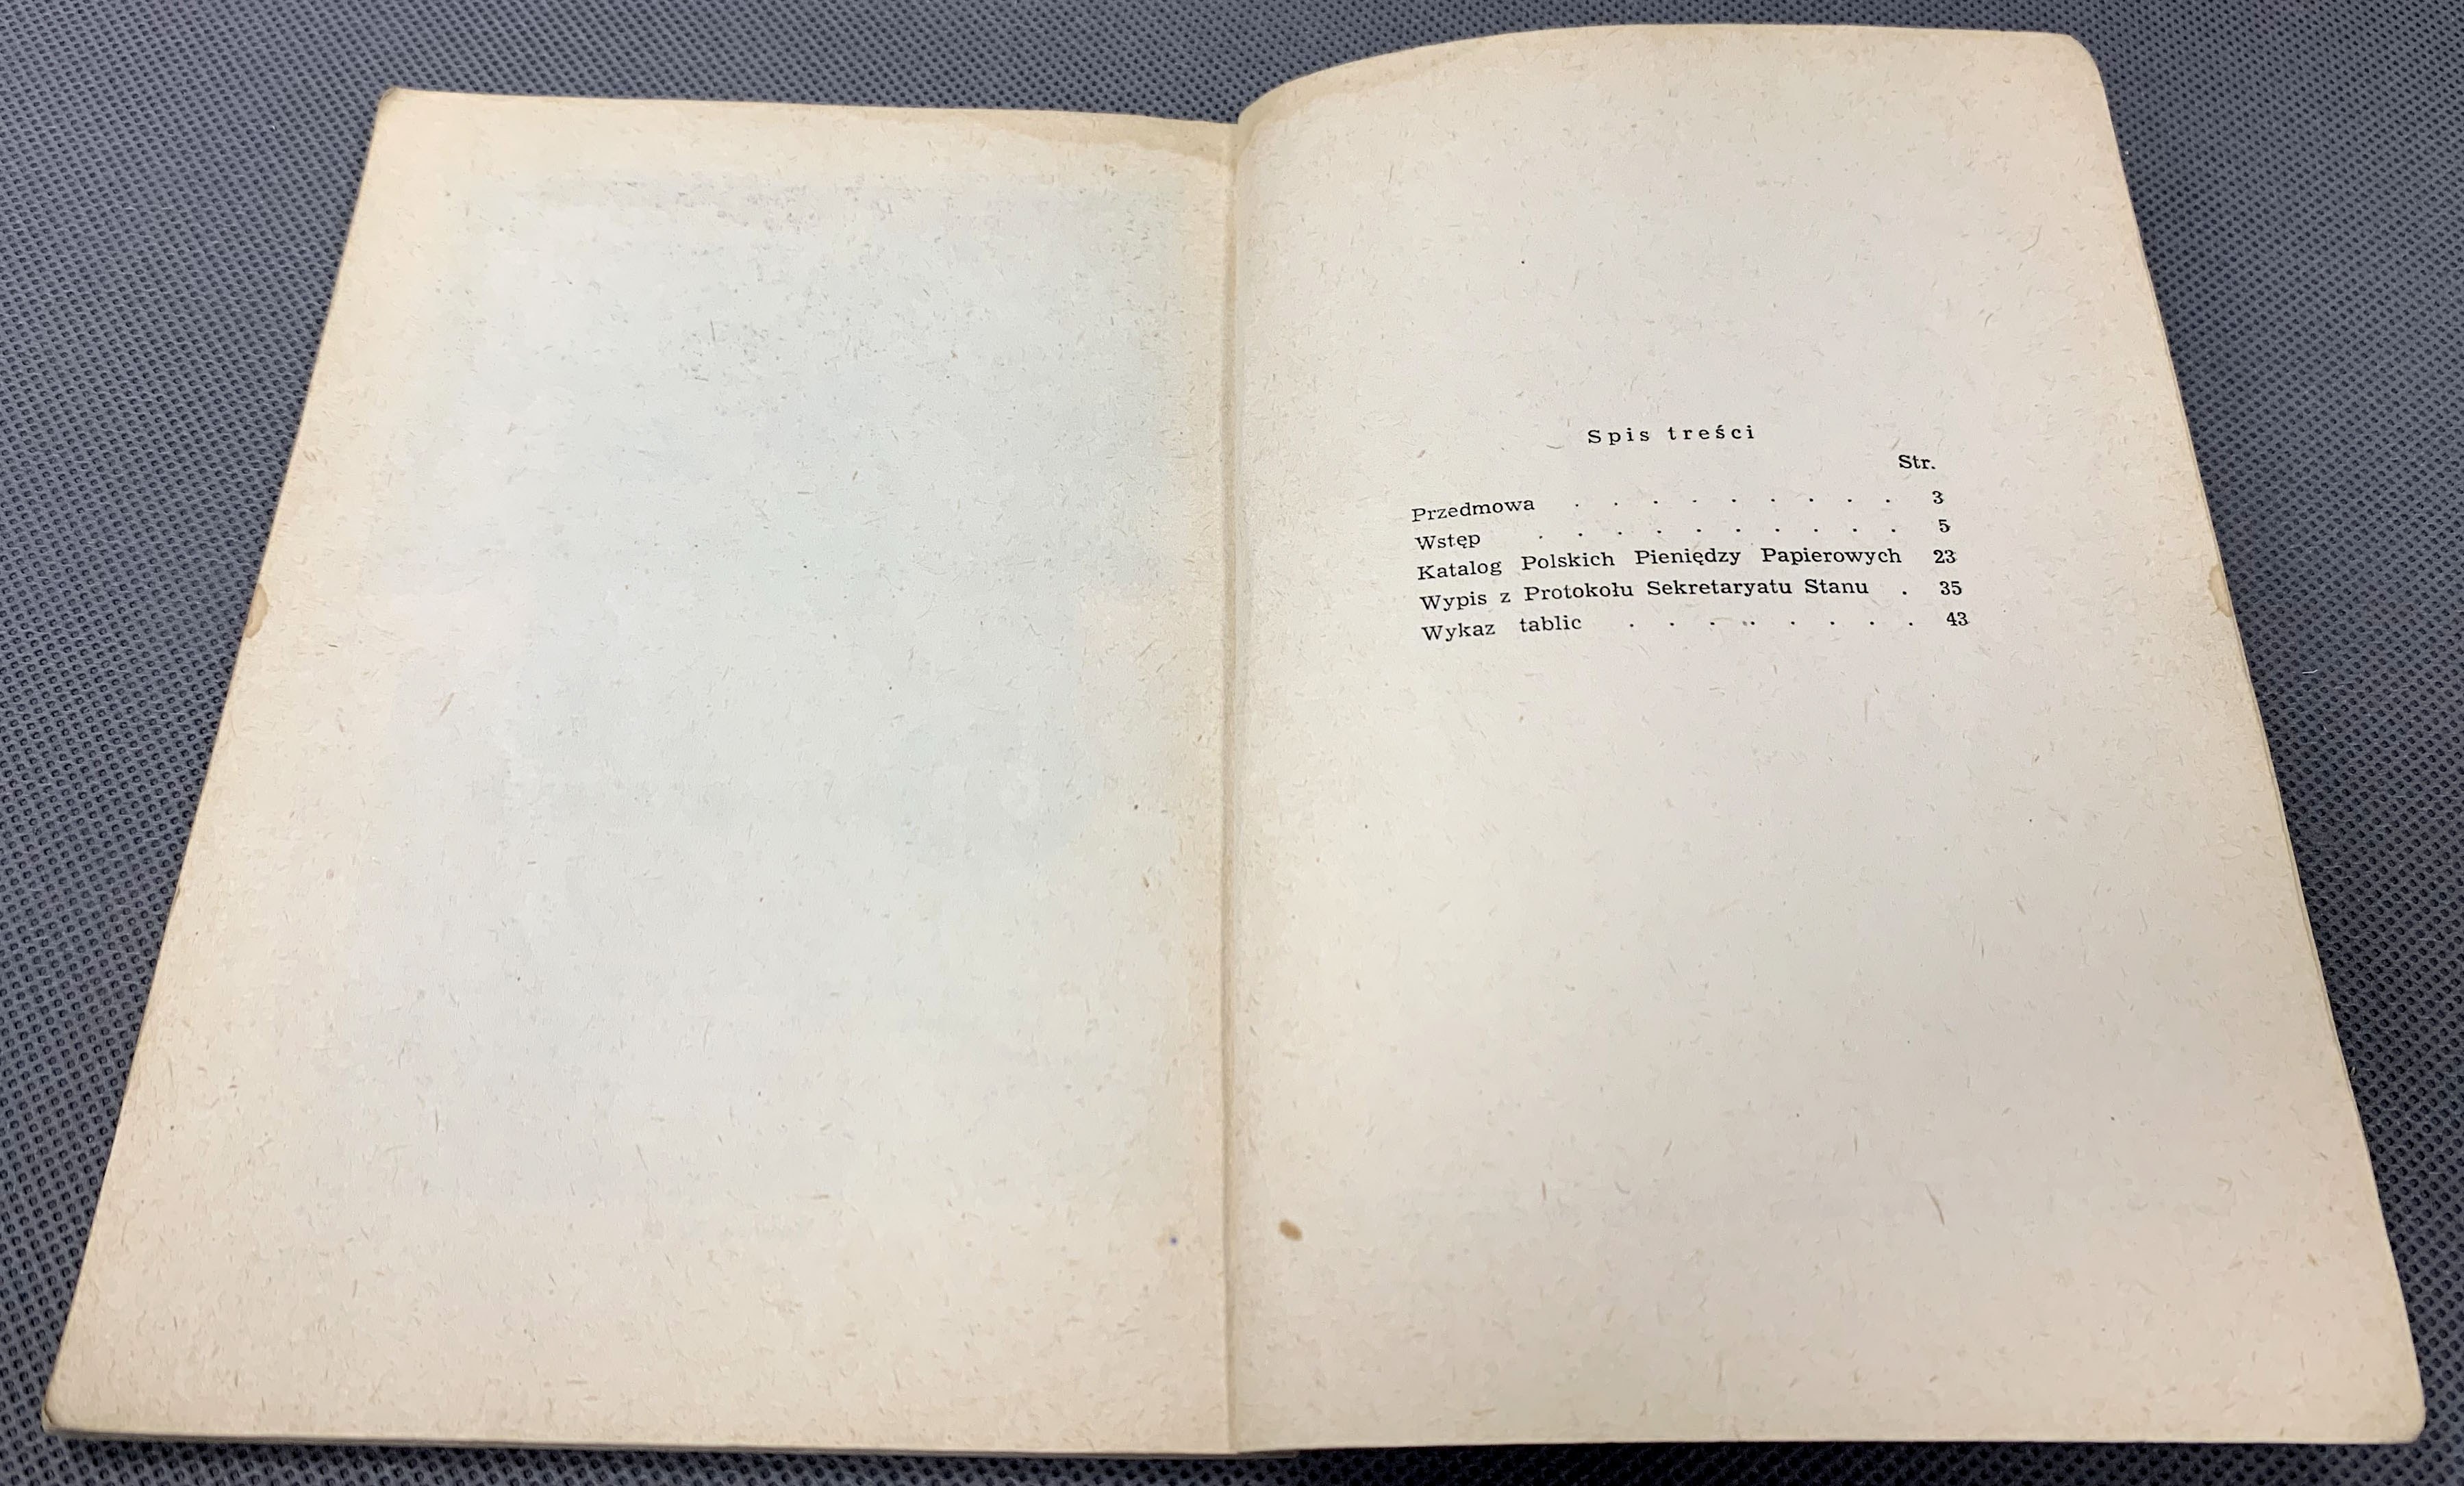 Spis treści
Str.
Przedmowa . . . . . . . . . 3
Wstęp . . . . . . . . . . 5
Katalog Polskich Pieniędzy Papierowych 23
Wypis z Protokołu Sekretaryatu Stanu . 35
Wykaz tablic . . . . . . . . 43